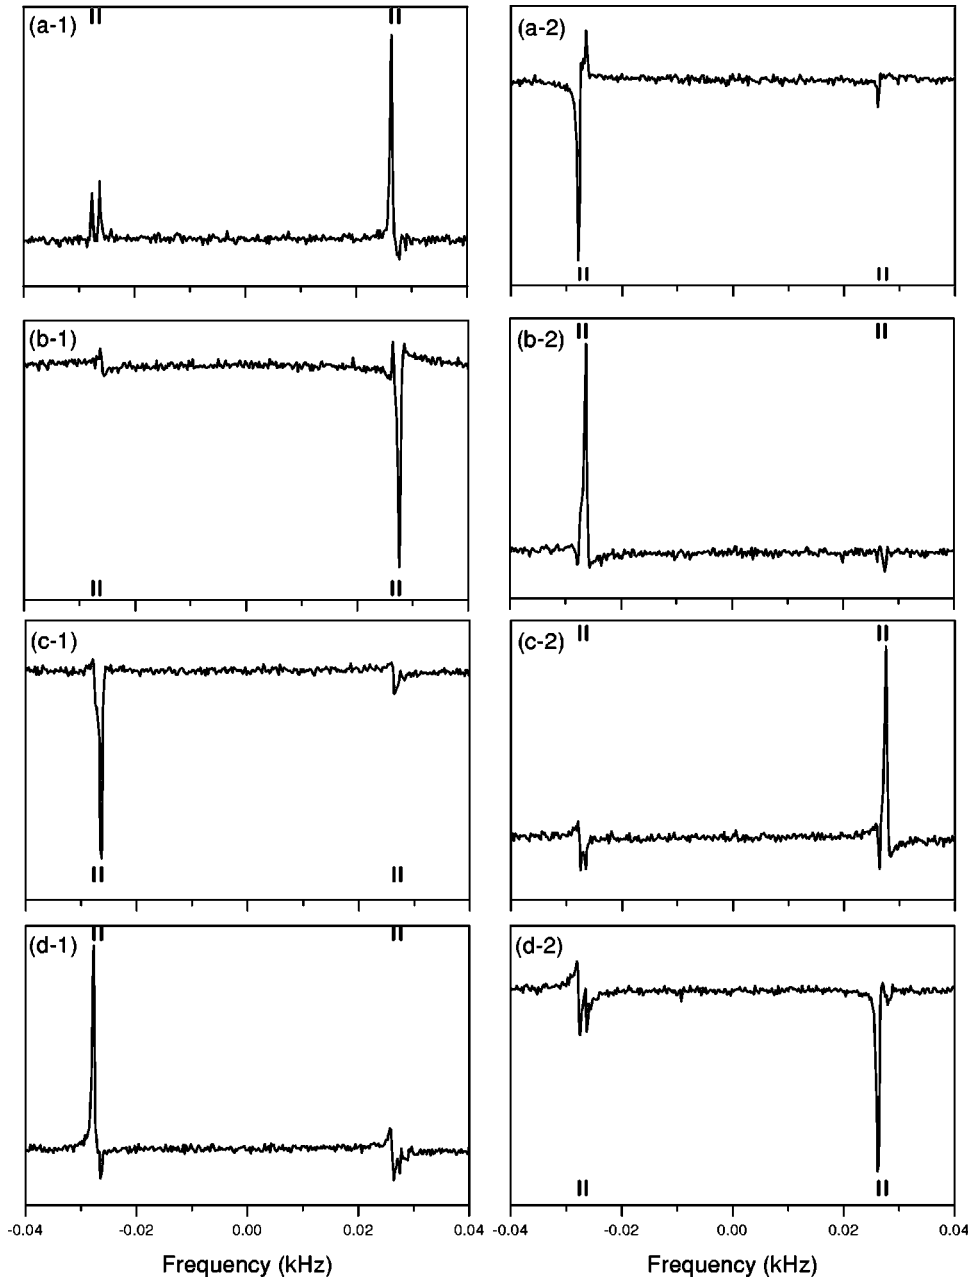 (a-1)
(a-2)
(b-1)
(b-2)
(c-1)
(c-2)
(d-1)
(d-2)
-0.04 -0.02 0.00 0.02 0.04
-0.04 -0.02 0.00 0.02 0.04
Frequency (kHz)
Frequency (kHz)